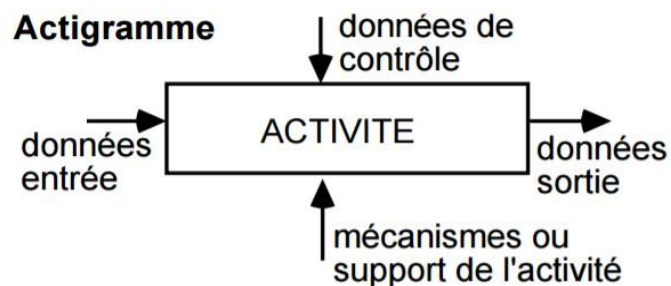 Actigramme
données de
contrôle
ACTIVITE
données
entrée
données
sortie
mécanismes ou
support de l'activité